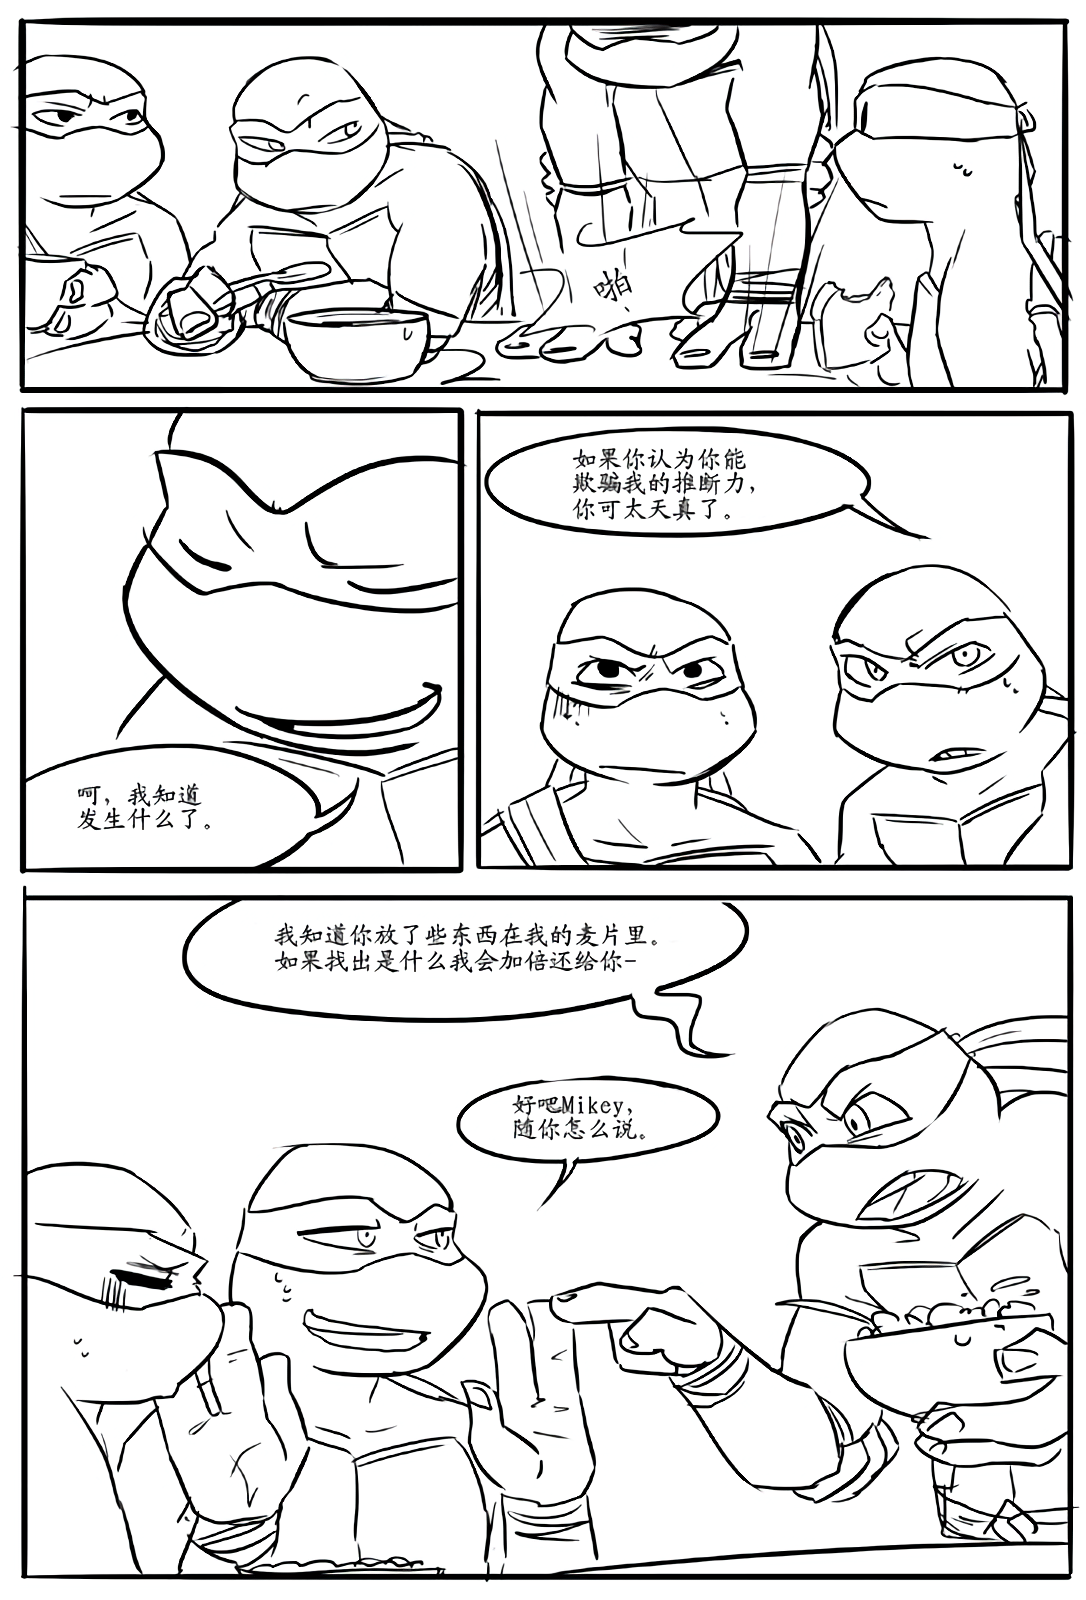 啪
呵，我知道
发生什么了。
如果你认为你能
欺骗我的推断力，
你可太天真了。
我知道你放了些东西在我的麦片里。
如果找出是什么我会加倍还给你-
好吧Mikey，
随你怎么说。